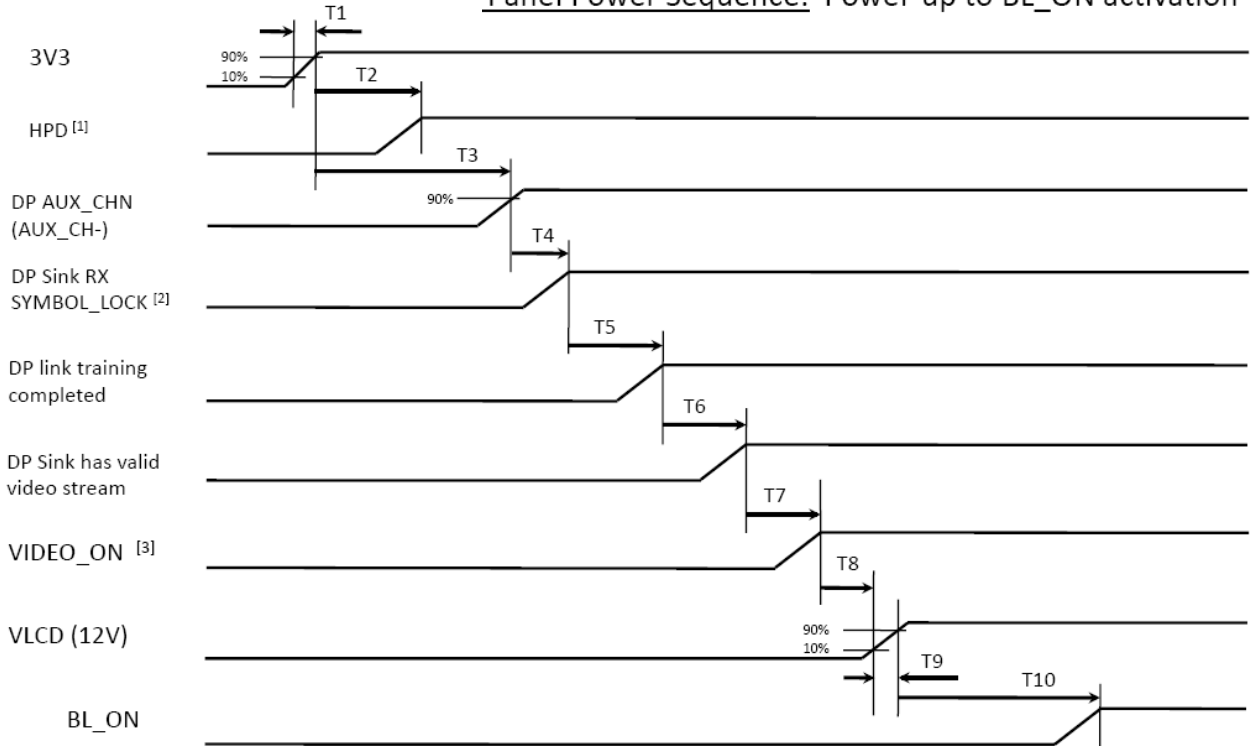 Panel Power Sequence: Power up to BL_ON activation
T1
3V3
90%
10%
T2
HPD [1]
T3
DP AUX_CHN
(AUX_CH-)
90%
T4
DP Sink RX
SYMBOL_LOCK [2]
T5
DP link training
completed
T6
DP Sink has valid
video stream
T7
VIDEO_ON [3]
T8
VLCD (12V)
90%
10%
T9
T10
BL_ON